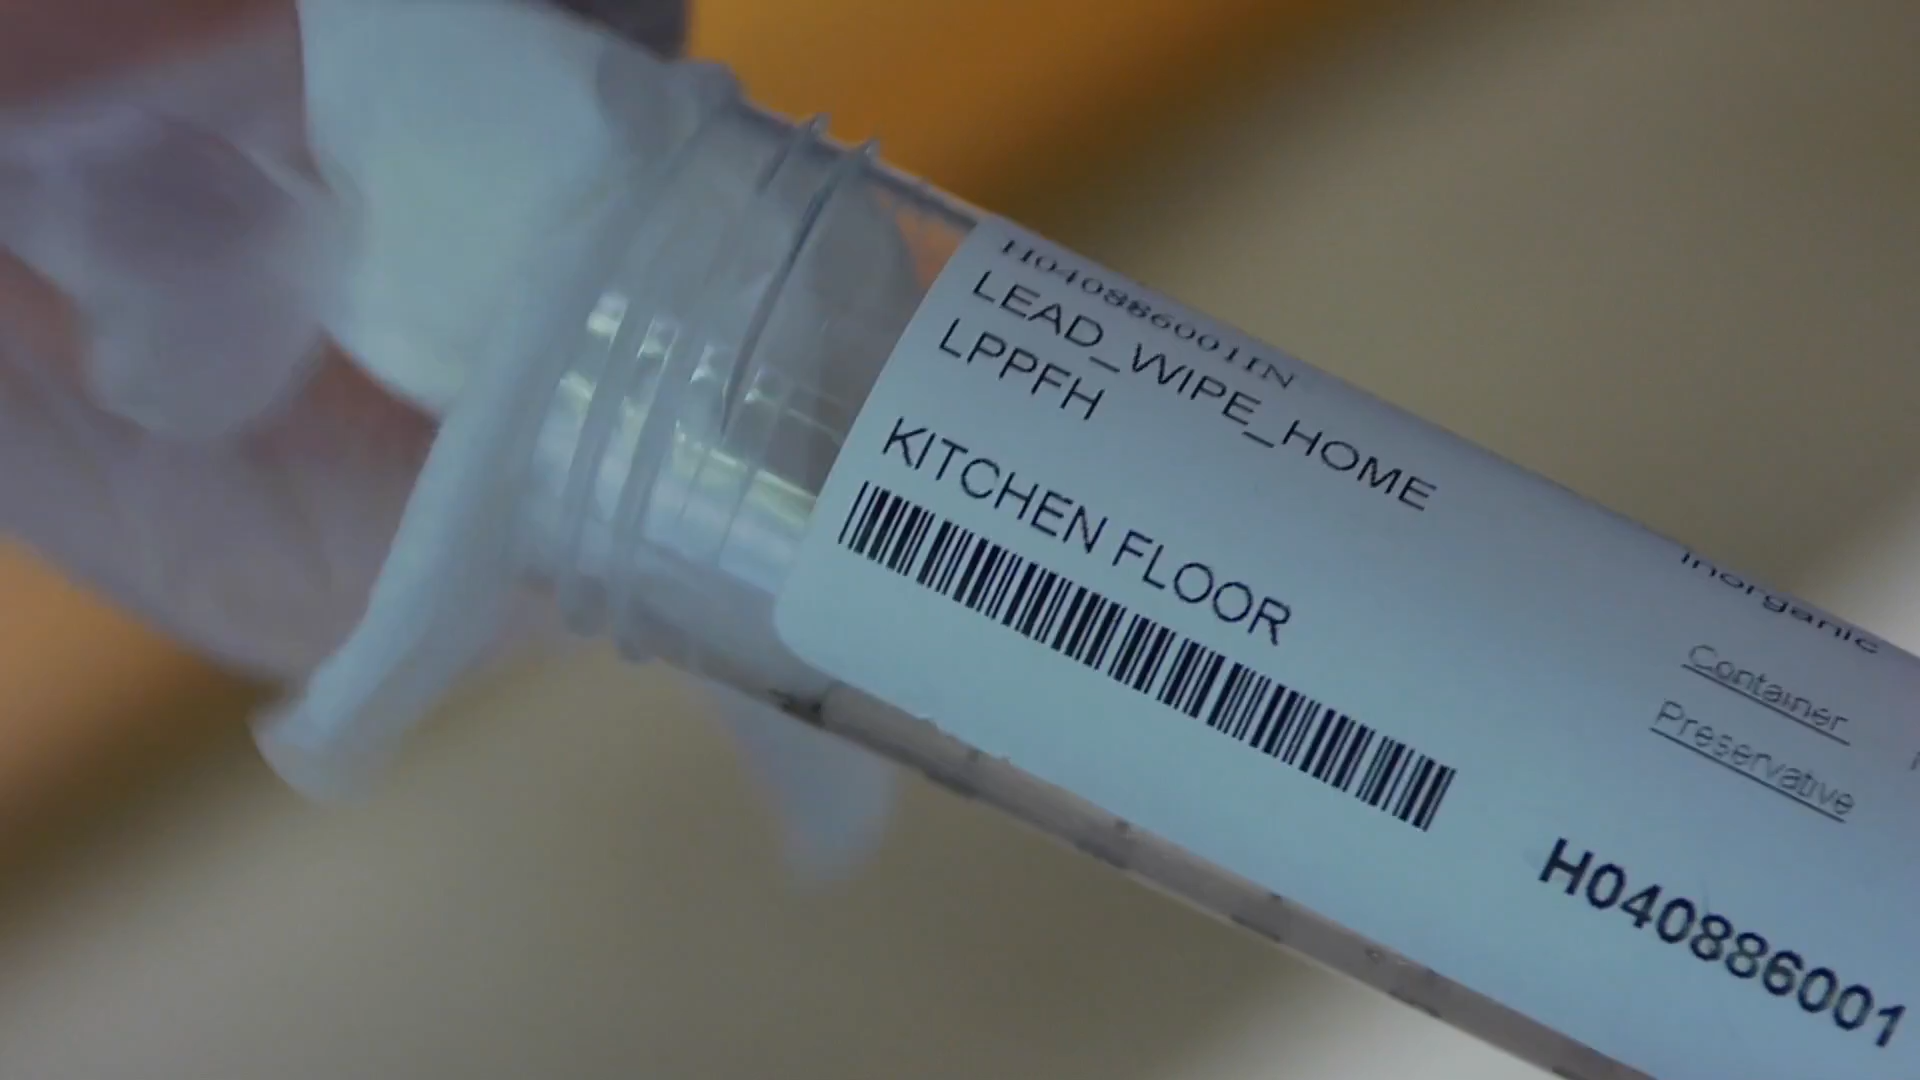 H040886001IN
LEAD_WIPE_HOME
LPPFH
KITCHEN FLOOR
Inorganic
Container
Preservative
H040886001